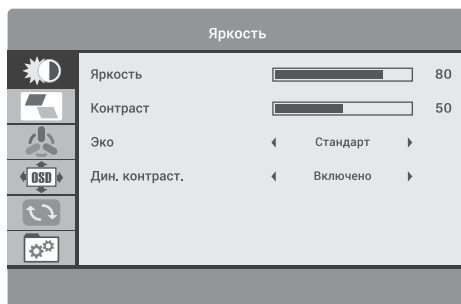 Яркость
Яркость 80
Контраст 50
Эко Стандарт
Дин. контраст. Включено
OSD